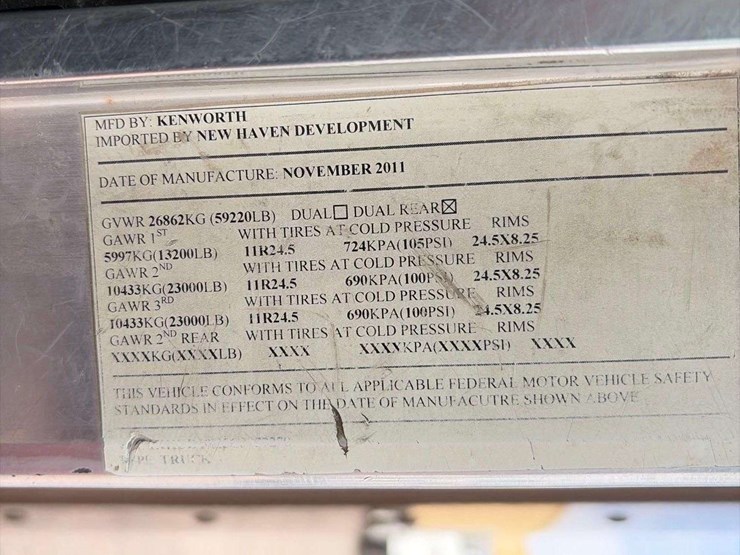 MFD BY: KENWORTH
IMPORTED BY NEW HAVEN DEVELOPMENT
DATE OF MANUFACTURE: NOVEMBER 2011
GVWR 26862KG (59220LB) DUAL☐ DUAL REAR☒
GAWR 1ST WITH TIRES AT COLD PRESSURE RIMS
5997KG(13200LB) 11R24.5 724KPA(105PSI) 24.5X8.25
GAWR 2ND WITH TIRES AT COLD PRESSURE RIMS
10433KG(23000LB) 11R24.5 690KPA(100PSI) 24.5X8.25
GAWR 3RD WITH TIRES AT COLD PRESSURE RIMS
10433KG(23000LB) 11R24.5 690KPA(100PSI) 24.5X8.25
GAWR 2ND REAR WITH TIRES AT COLD PRESSURE RIMS
XXXXKG(XXXXLB) XXXX XXXXKPA(XXXXPSI) XXXX
THIS VEHICLE CONFORMS TO ALL APPLICABLE FEDERAL MOTOR VEHICLE SAFETY
STANDARDS IN EFFECT ON THE DATE OF MANUFACUTRE SHOWN ABOVE
TRUCK